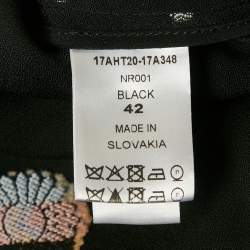 17AHT20-17A348
NR001
BLACK
42
MADE IN
SLOVAKIA